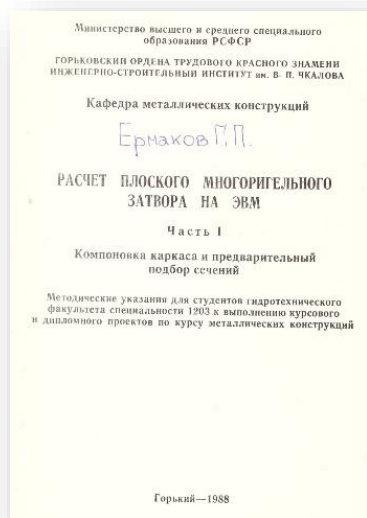 Министерство высшего и среднего специального
образования РСФСР
ГОРЬКОВСКИЙ ОРДЕНА ТРУДОВОГО КРАСНОГО ЗНАМЕНИ
ИНЖЕНЕРНО-СТРОИТЕЛЬНЫЙ ИНСТИТУТ им. В. П. ЧКАЛОВА
Кафедра металлических конструкций
Ермаков П.П.
РАСЧЕТ ПЛОСКОГО МНОГОРИГЕЛЬНОГО
ЗАТВОРА НА ЭВМ
Часть I
Компоновка каркаса и предварительный
подбор сечений
Методические указания для студентов гидротехнического
факультета специальности 1203 к выполнению курсового
и дипломного проектов по курсу металлических конструкций
Горький—1988